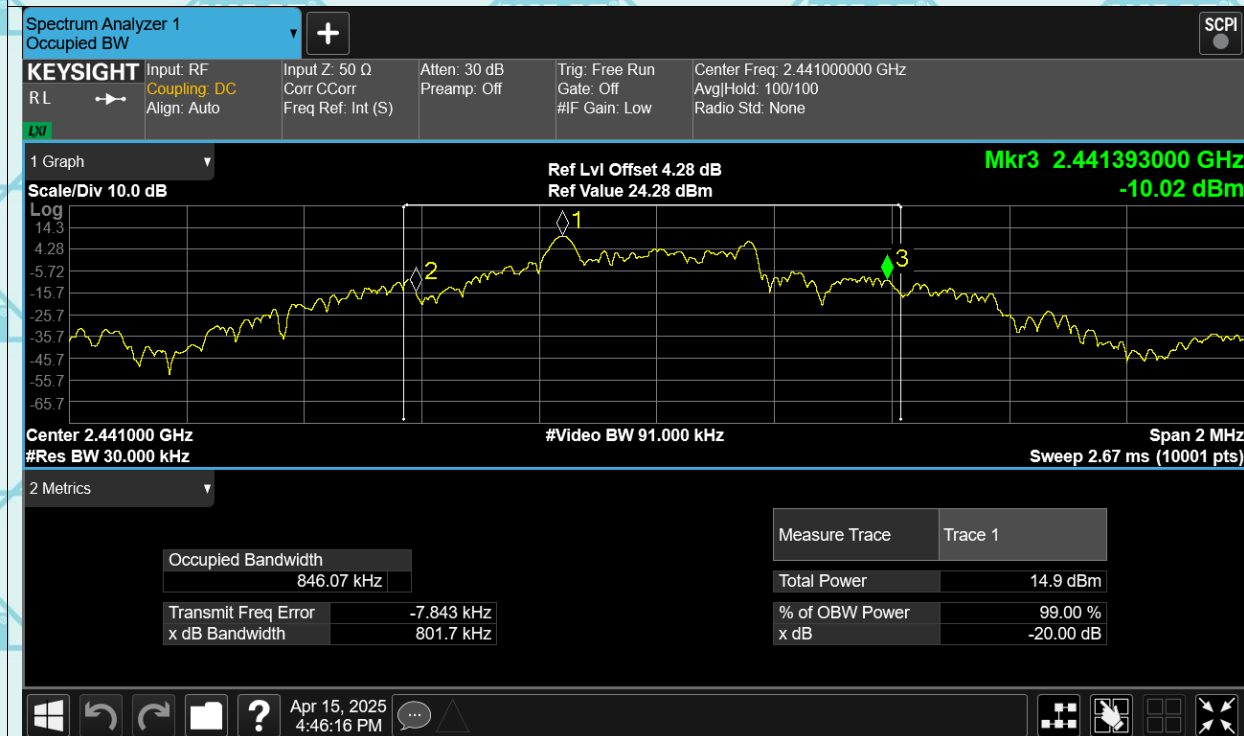 Spectrum Analyzer 1
Occupied BW
▼
+
SCPI
KEYSIGHT
RL
LXI
Input: RF
Coupling: DC
Align: Auto
Input Z: 50 Ω
Corr CCorr
Freq Ref: Int (S)
Atten: 30 dB
Preamp: Off
Trig: Free Run
Gate: Off
#IF Gain: Low
Center Freq: 2.441000000 GHz
Avg|Hold: 100/100
Radio Std: None
1 Graph ▼
Scale/Div 10.0 dB
Ref Lvl Offset 4.28 dB
Ref Value 24.28 dBm
Mkr3 2.441393000 GHz
-10.02 dBm
Log
14.3
4.28
-5.72
-15.7
-25.7
-35.7
-45.7
-55.7
-65.7
1
2
3
Center 2.441000 GHz
#Video BW 91.000 kHz
Span 2 MHz
#Res BW 30.000 kHz
Sweep 2.67 ms (10001 pts)
2 Metrics ▼
Occupied Bandwidth
846.07 kHz
Transmit Freq Error -7.843 kHz
x dB Bandwidth 801.7 kHz
Measure Trace Trace 1
Total Power 14.9 dBm
% of OBW Power 99.00 %
x dB -20.00 dB
?
Apr 15, 2025
4:46:16 PM